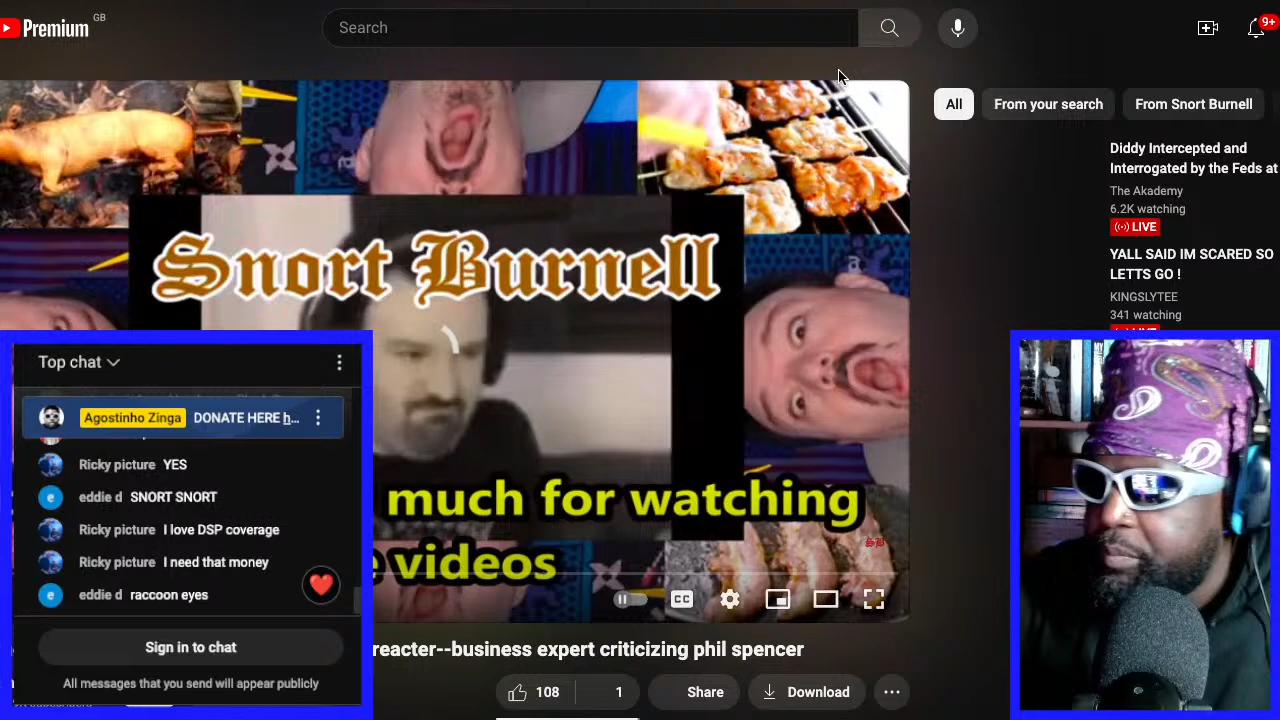 Premium GB
Search
9+
All
From your search
From Snort Burnell
Diddy Intercepted and
Interrogated by the Feds at
The Akademy
6.2K watching
LIVE
YALL SAID IM SCARED SO
LETTS GO !
KINGSLYTEE
341 watching
Snort Burnell
much for watching
videos
Top chat
Agostinho Zinga DONATE HERE h...
Ricky picture YES
eddie d SNORT SNORT
Ricky picture I love DSP coverage
Ricky picture I need that money
e eddie d raccoon eyes
Sign in to chat
All messages that you send will appear publicly
CC
reacter--business expert criticizing phil spencer
108
1
Share
Download